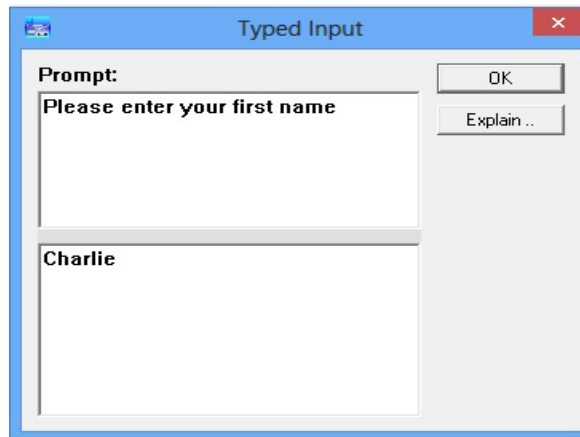 Typed Input
Prompt:
OK
Please enter your first name
Explain ..
Charlie